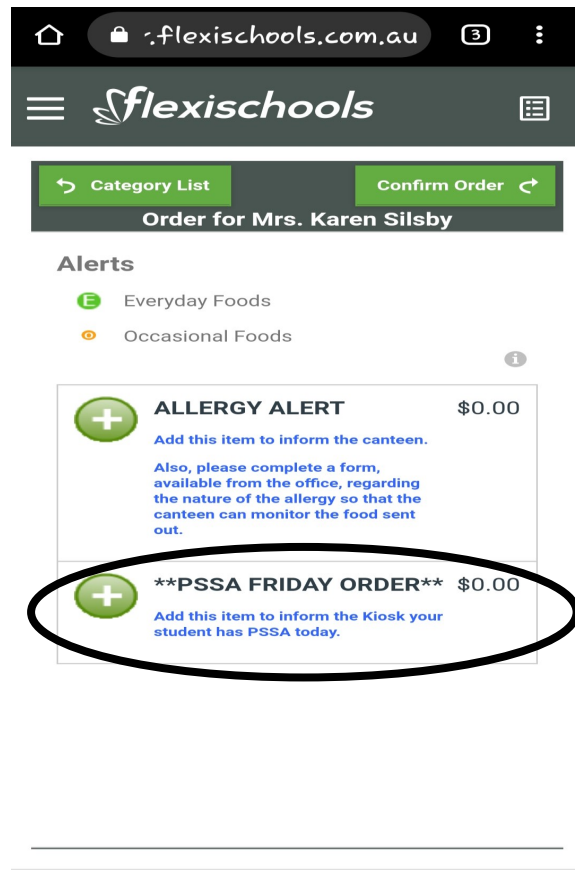 :.flexischools.com.au 3
flexischools
Category List Confirm Order
Order for Mrs. Karen Silsby
Alerts
E Everyday Foods
O Occasional Foods
i
ALLERGY ALERT $0.00
Add this item to inform the canteen.
Also, please complete a form,
available from the office, regarding
the nature of the allergy so that the
canteen can monitor the food sent
out.
**PSSA FRIDAY ORDER** $0.00
Add this item to inform the Kiosk your
student has PSSA today.